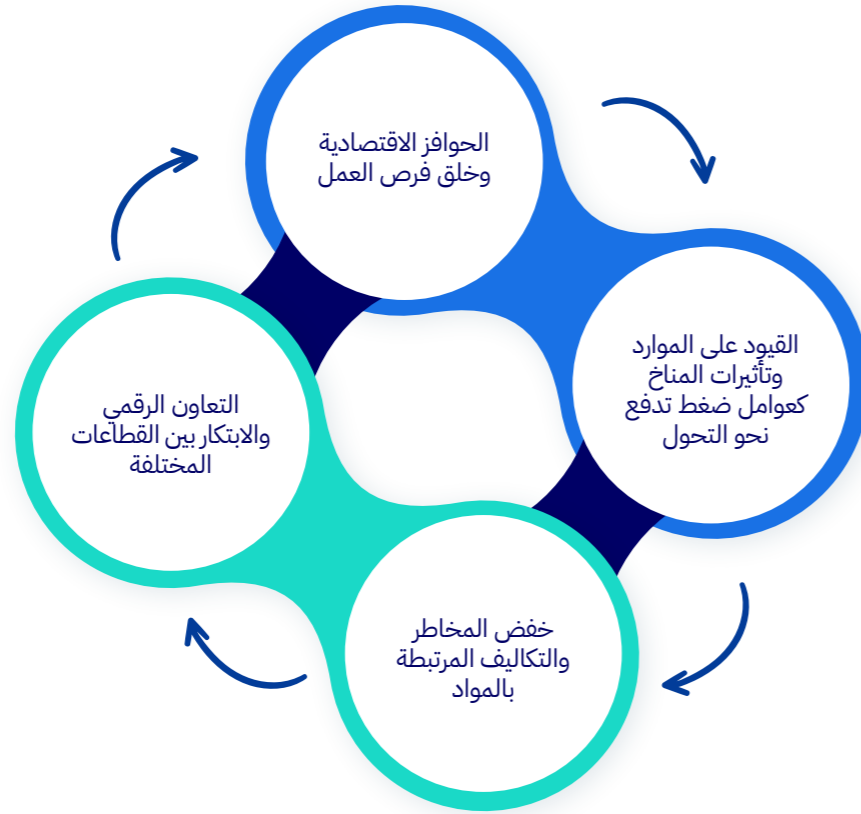 الحوافز الاقتصادية
وخلق فرص العمل
القيود على الموارد
وتأثيرات المناخ
كعوامل ضغط تدفع
نحو التحول
خفض المخاطر
والتكاليف المرتبطة
بالمواد
التعاون الرقمي
والابتكار بين القطاعات
المختلفة